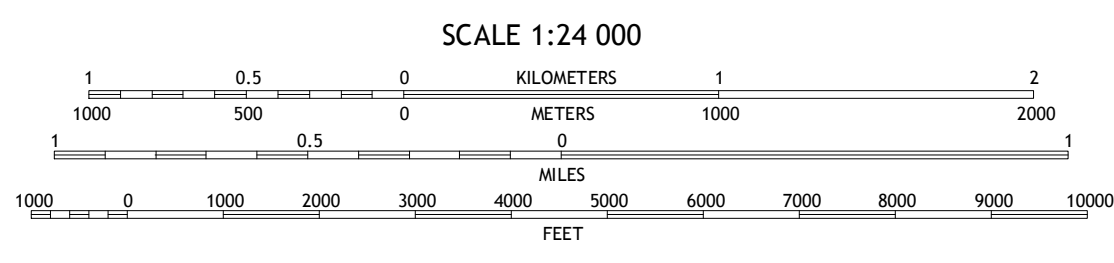 SCALE 1:24 000
1 0.5 0 KILOMETERS 1 2
1000 500 0 METERS 1000 2000
1 0.5 0 1
MILES
1000 0 1000 2000 3000 4000 5000 6000 7000 8000 9000 10000
FEET